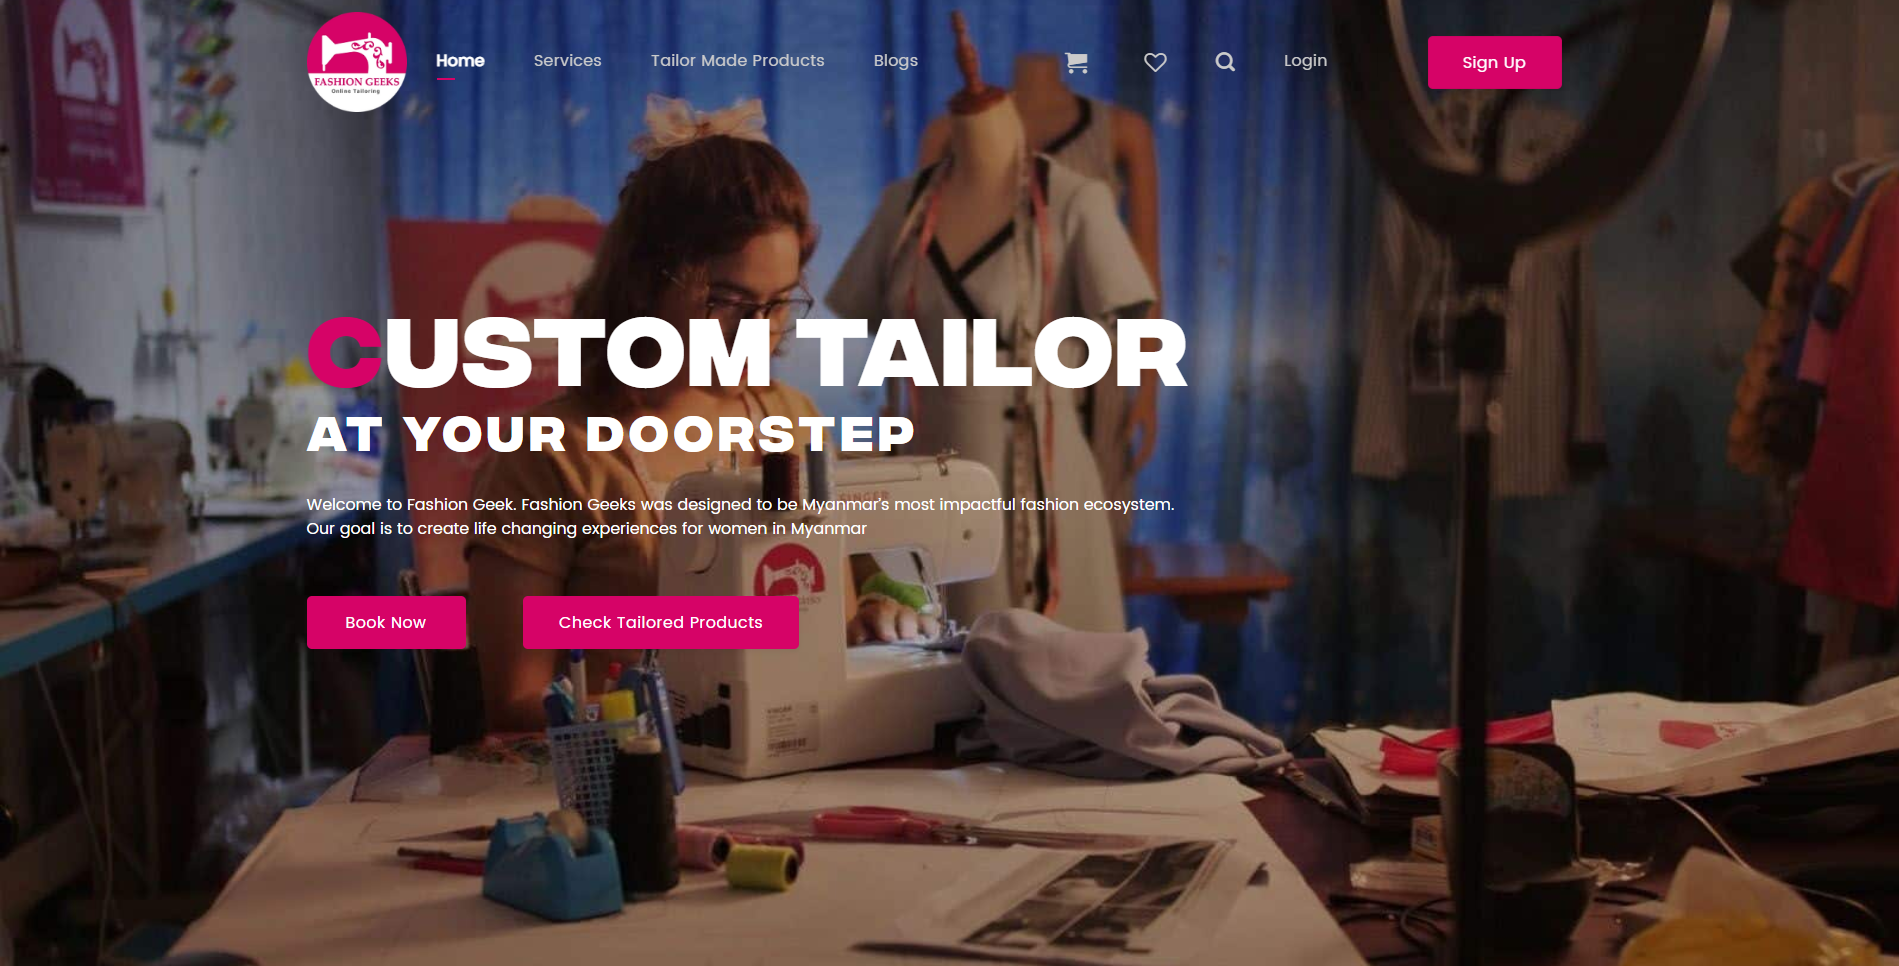 FASHION GEEKS
Online Tailoring
Home
Services
Tailor Made Products
Blogs
Login
Sign Up
CUSTOM TAILOR
AT YOUR DOORSTEP
Welcome to Fashion Geek. Fashion Geeks was designed to be Myanmar's most impactful fashion ecosystem.
Our goal is to create life changing experiences for women in Myanmar
Book Now
Check Tailored Products
SINGER